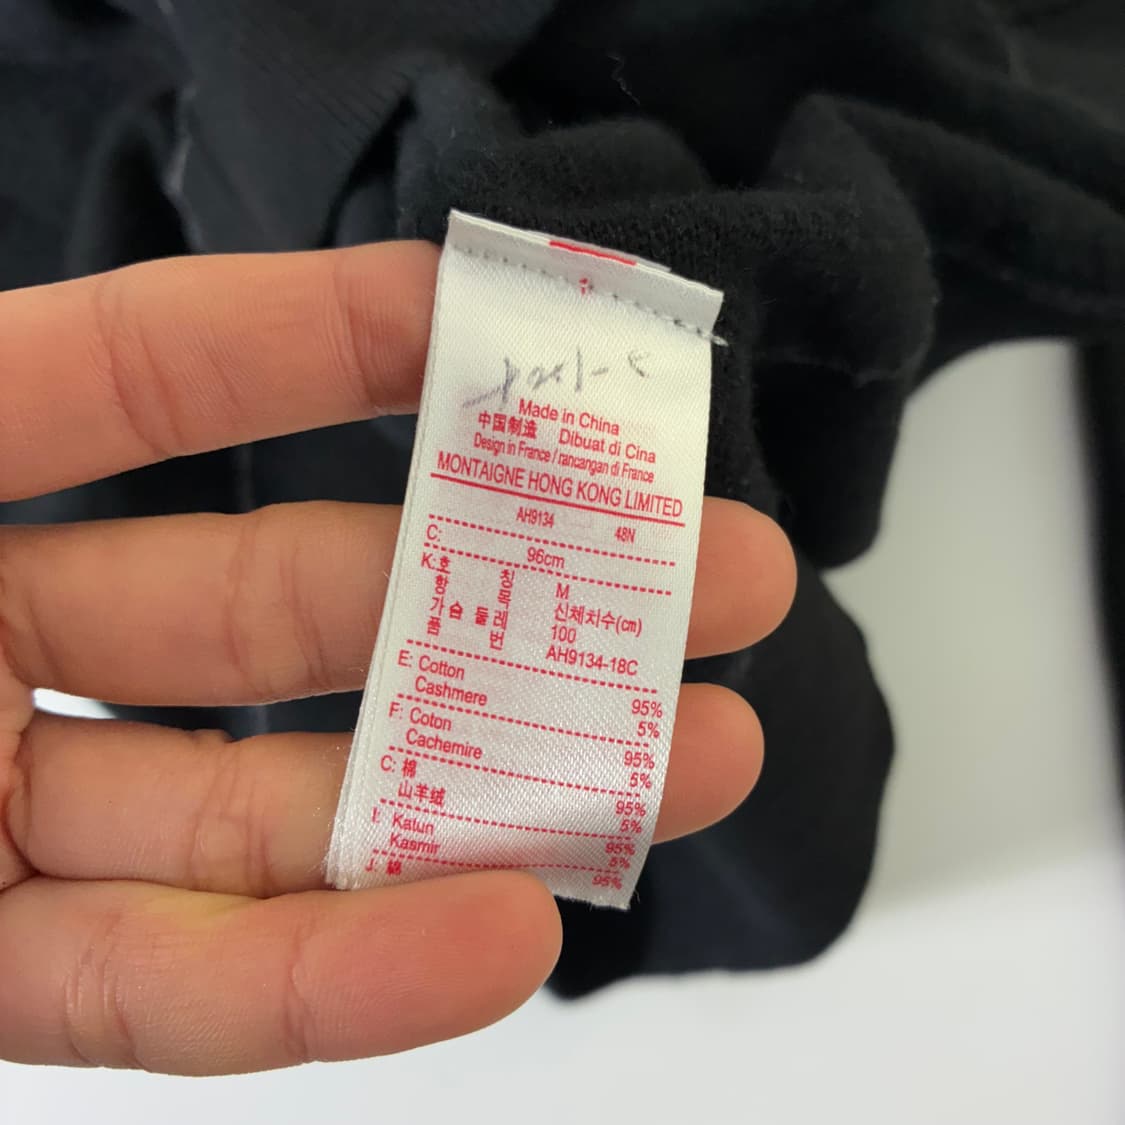 Made in China
中国制造 Dibuat di Cina
Design in France / rancangan di France
MONTAIGNE HONG KONG LIMITED
AH9134 48N
C: 96cm
K: 호 칭 M
항 목 신체치수(cm)
가슴 둘레 100
품 번 AH9134-18C
E: Cotton 95%
Cashmere 5%
F: Coton 95%
Cachemire 5%
C: 棉 95%
山羊绒 5%
I: Katun 95%
Kasmir 5%
J: 綿 95%